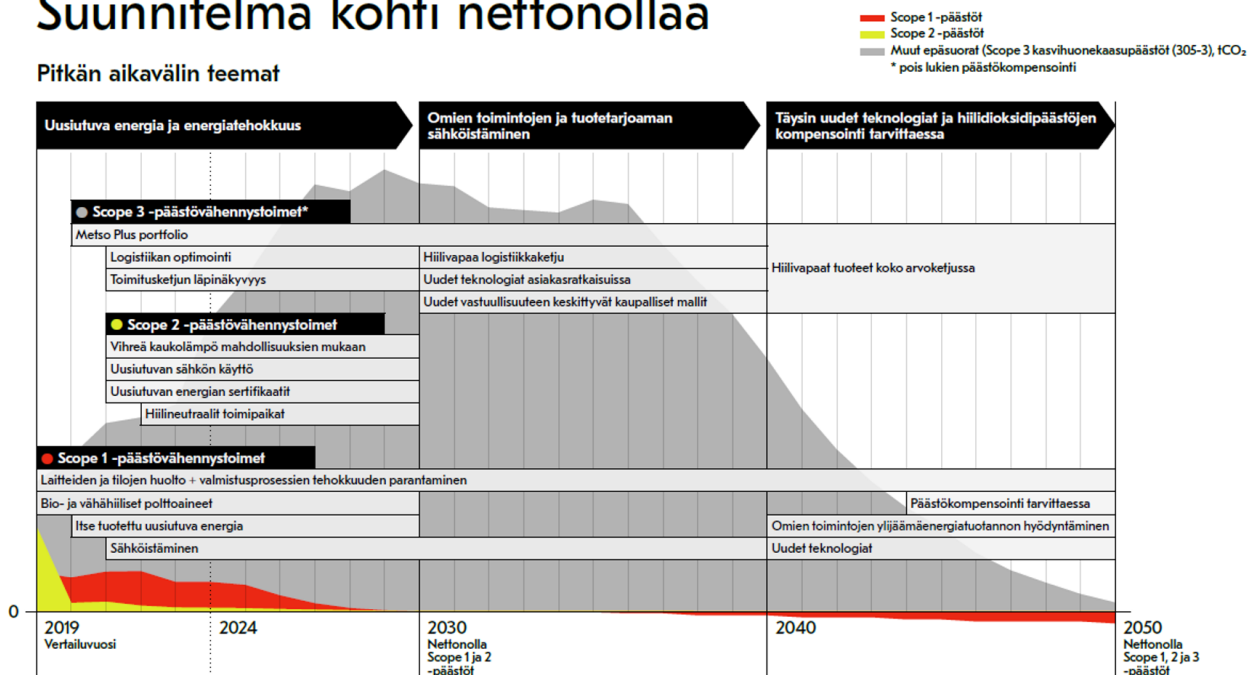 Suunnitelma kohti nettonollaa
Scope 1 -päästöt
Scope 2 -päästöt
Muut epäsuorat (Scope 3 kasvihuonekaasupäästöt (305-3), tCO₂
* pois lukien päästökompensointi
Pitkän aikavälin teemat
Uusiutuva energia ja energiatehokkuus
Omien toimintojen ja tuotetarjoaman
sähköistäminen
Täysin uudet teknologiat ja hiilidioksidipäästöjen
kompensointi tarvittaessa
Scope 3 -päästövähennystoimet*
Metso Plus portfolio
Logistiikan optimointi
Hiilivapaa logistiikkaketju
Hiilivapaat tuoteet koko arvoketjussa
Toimitusketjun läpinäkyvyys
Uudet teknologiat asiakasratkaisuissa
Uudet vastuullisuuteen keskittyvät kaupalliset mallit
Scope 2 -päästövähennystoimet
Vihreä kaukolämpö mahdollisuuksien mukaan
Uusiutuvan sähkön käyttö
Uusiutuvan energian sertifikaatit
Hiilineutraalit toimipaikat
Scope 1 -päästövähennystoimet
Laitteiden ja tilojen huolto + valmistusprosessien tehokkuuden parantaminen
Bio- ja vähähiiliset polttoaineet
Päästökompensointi tarvittaessa
Itse tuotettu uusiutuva energia
Omien toimintojen ylijäämäenergiatuotannon hyödyntäminen
Sähköistäminen
Uudet teknologiat
0
2019
Vertailuvuosi
2024
2030
Nettonolla
Scope 1 ja 2
-päästöt
2040
2050
Nettonolla
Scope 1, 2 ja 3
-päästöt